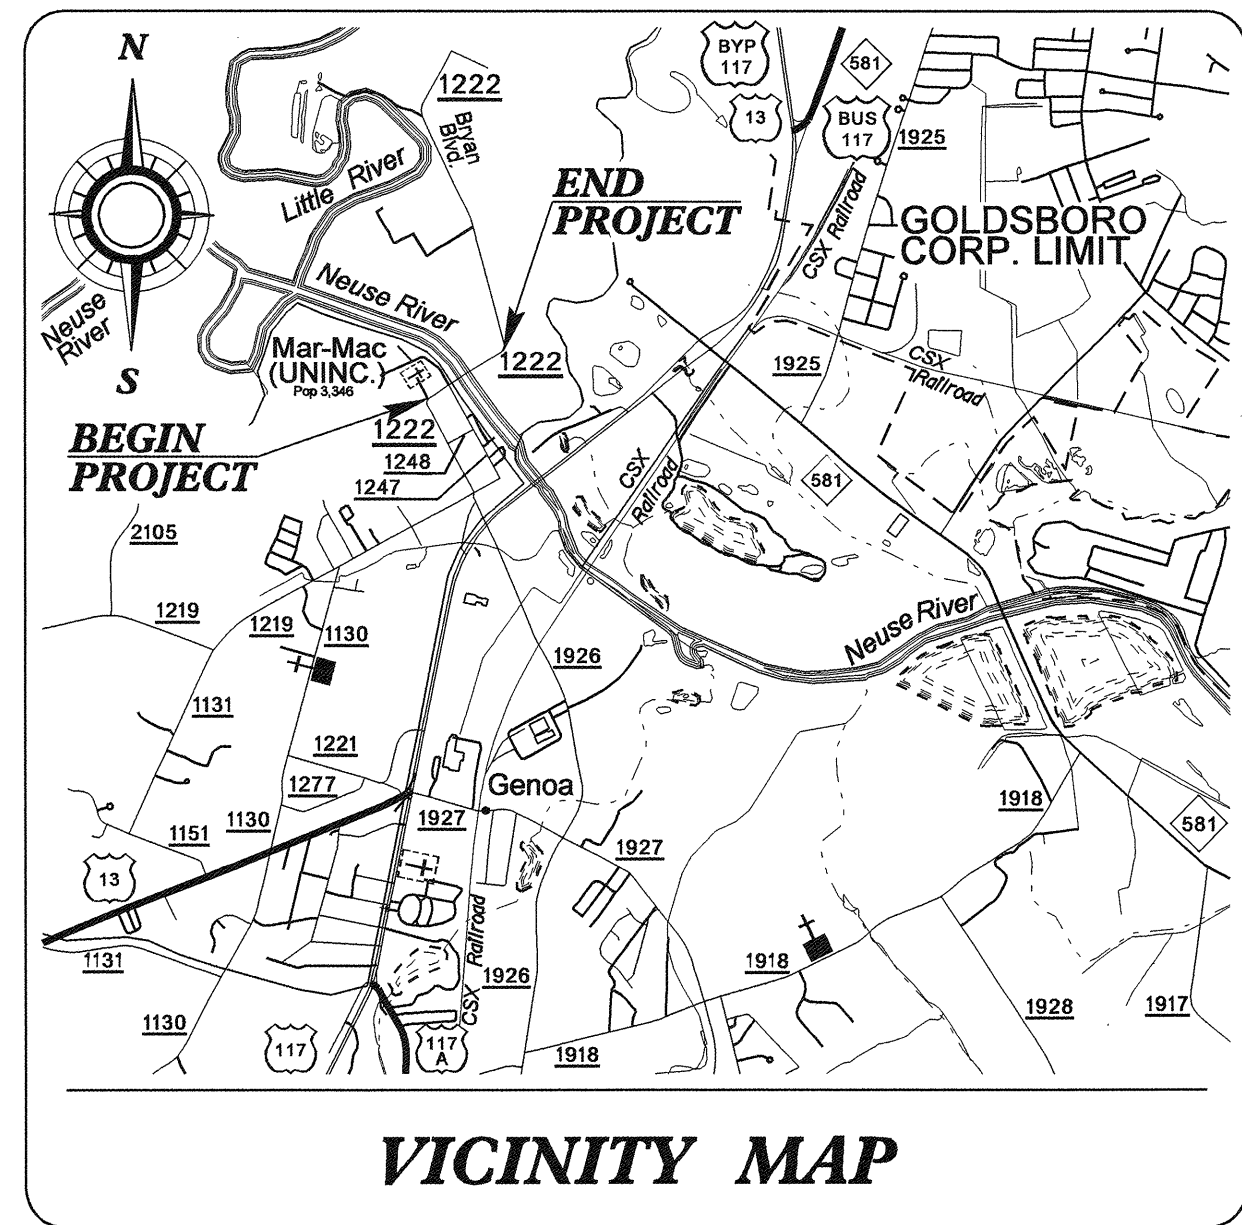 N
BYP
117
581
1222
13
BUS
117
1925
Bryan
Blvd.
Little River
END
PROJECT
CSX Railroad
GOLDSBORO
CORP. LIMIT
Neuse River
Neuse
River
Mar-Mac
(UNINC.)
Pop 3,346
S
1222
1925
CSX
Railroad
BEGIN
PROJECT
1222
1248
1247
CSX
Railroad
581
2105
1219
1219
1130
Neuse River
1926
1131
1221
1277
Genoa
1918
1151
1130
1927
1927
581
13
1131
CSX Railroad
1926
1918
1928
1917
1130
117
117
A
1918
VICINITY MAP